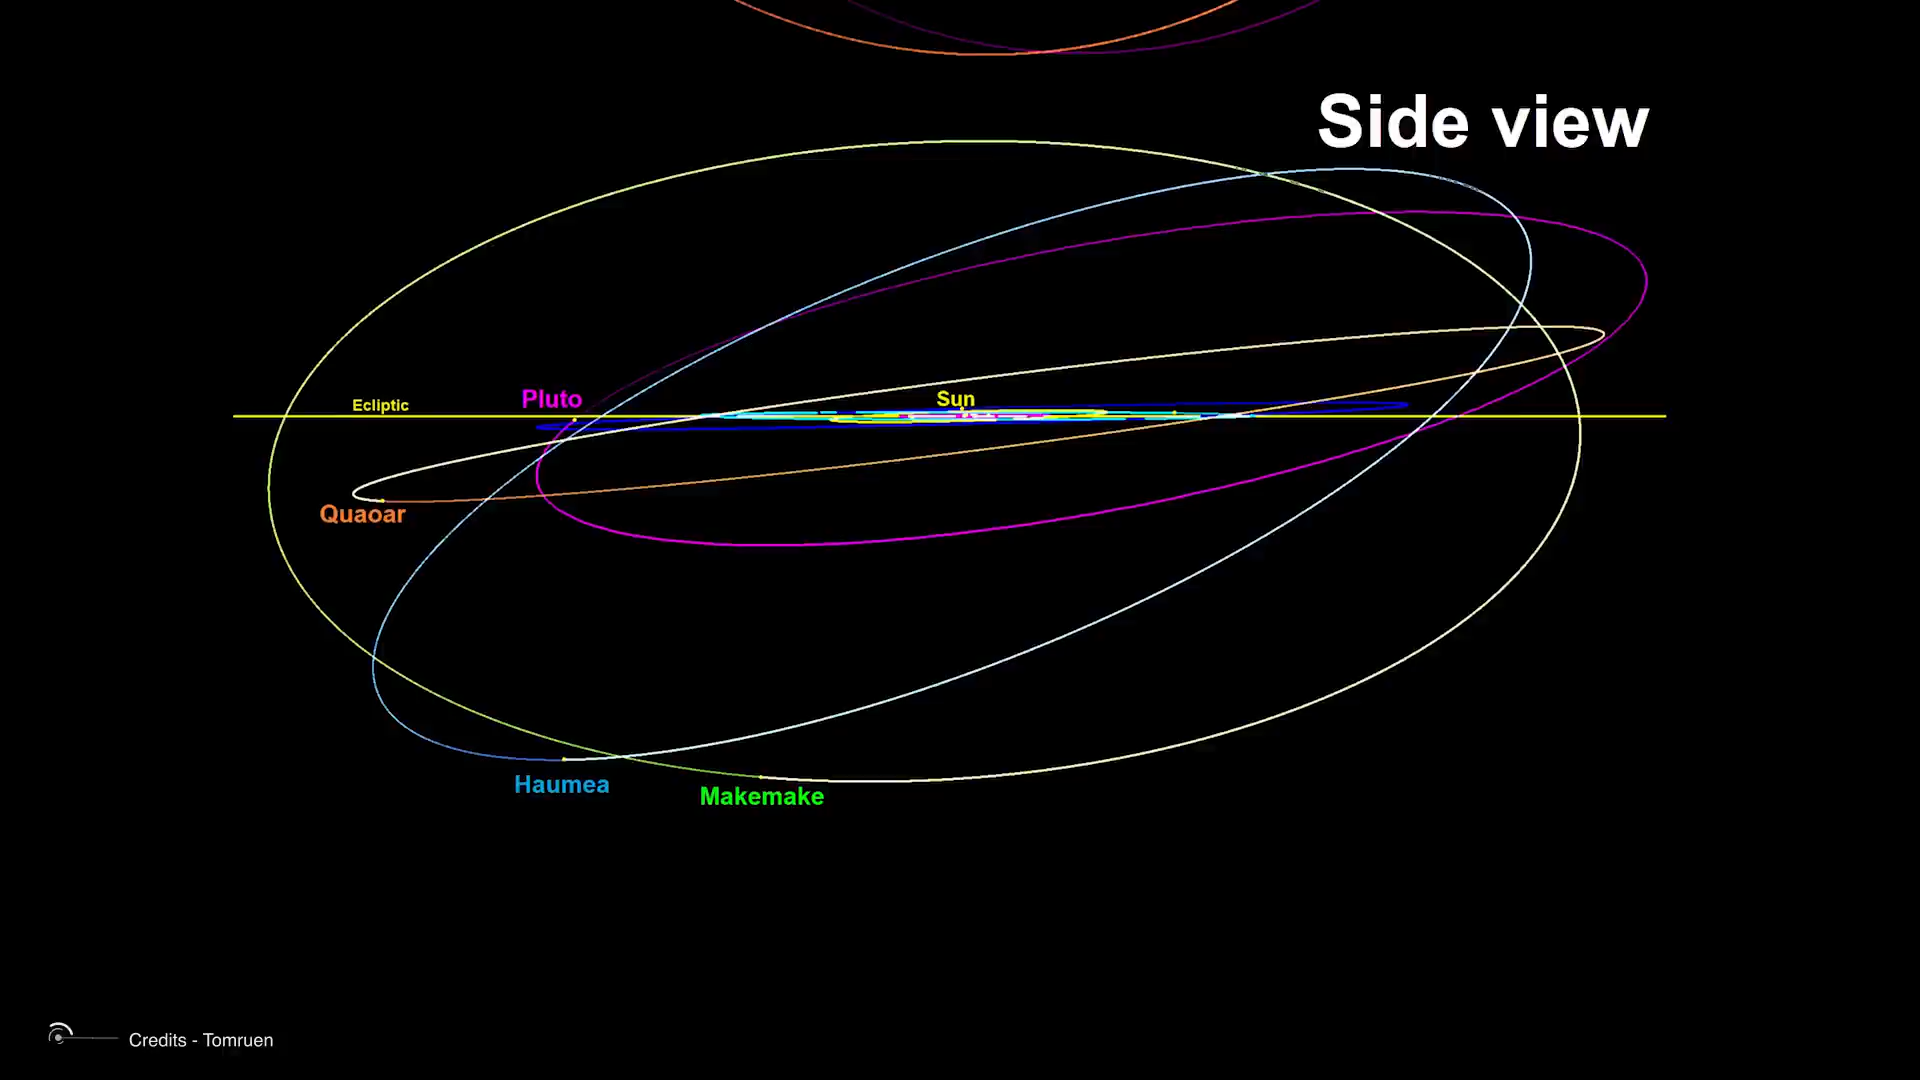 Side view
Ecliptic
Pluto
Sun
Quaoar
Haumea
Makemake
Credits - Tomruen